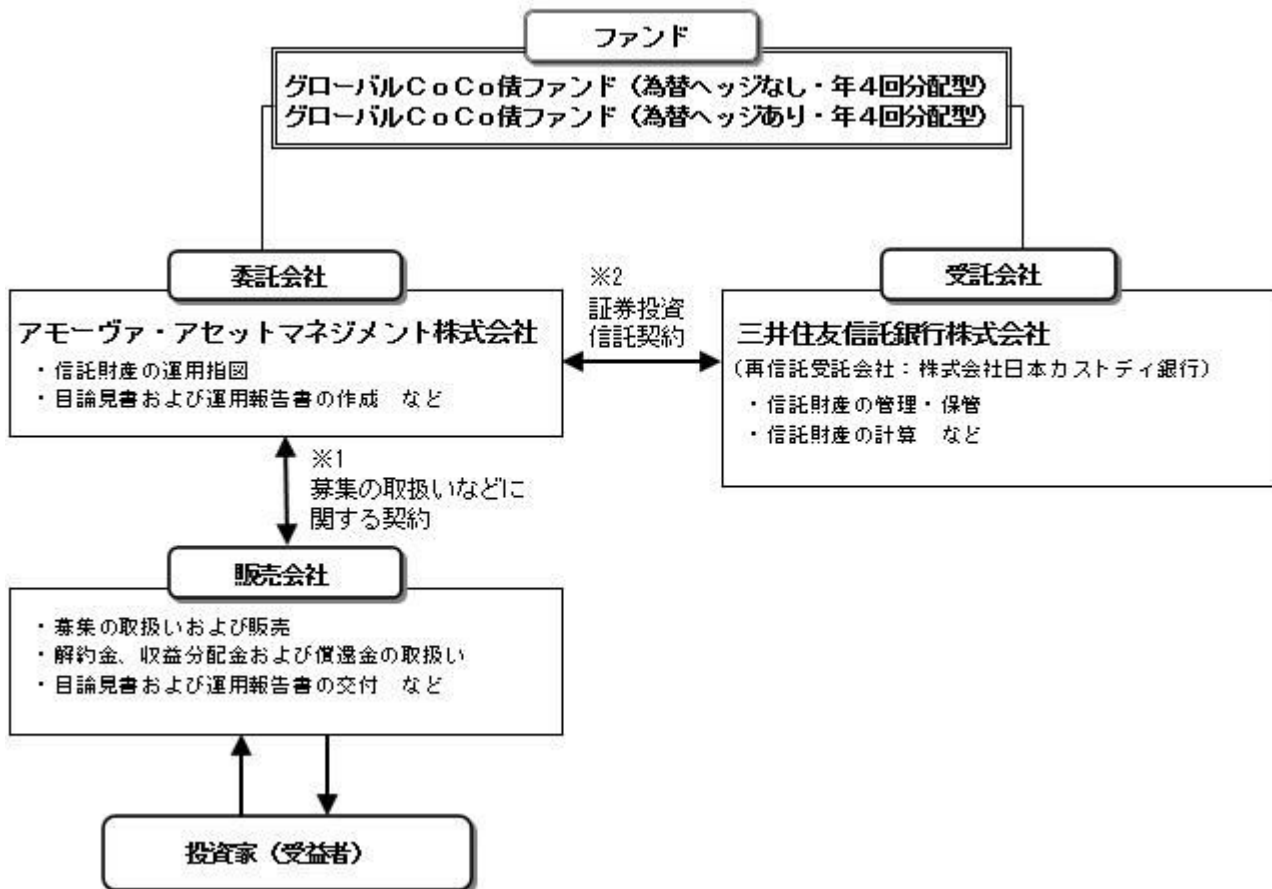 ファンド
グローバルCoCo債ファンド(為替ヘッジなし・年4回分配型)
グローバルCoCo債ファンド(為替ヘッジあり・年4回分配型)
委託会社
アモーヴァ・アセットマネジメント株式会社
・信託財産の運用指図
・目論見書および運用報告書の作成 など
※2
証券投資
信託契約
受託会社
三井住友信託銀行株式会社
(再信託受託会社:株式会社日本カストディ銀行)
・信託財産の管理・保管
・信託財産の計算 など
※1
募集の取扱いなどに
関する契約
販売会社
・募集の取扱いおよび販売
・解約金、収益分配金および償還金の取扱い
・目論見書および運用報告書の交付 など
投資家(受益者)